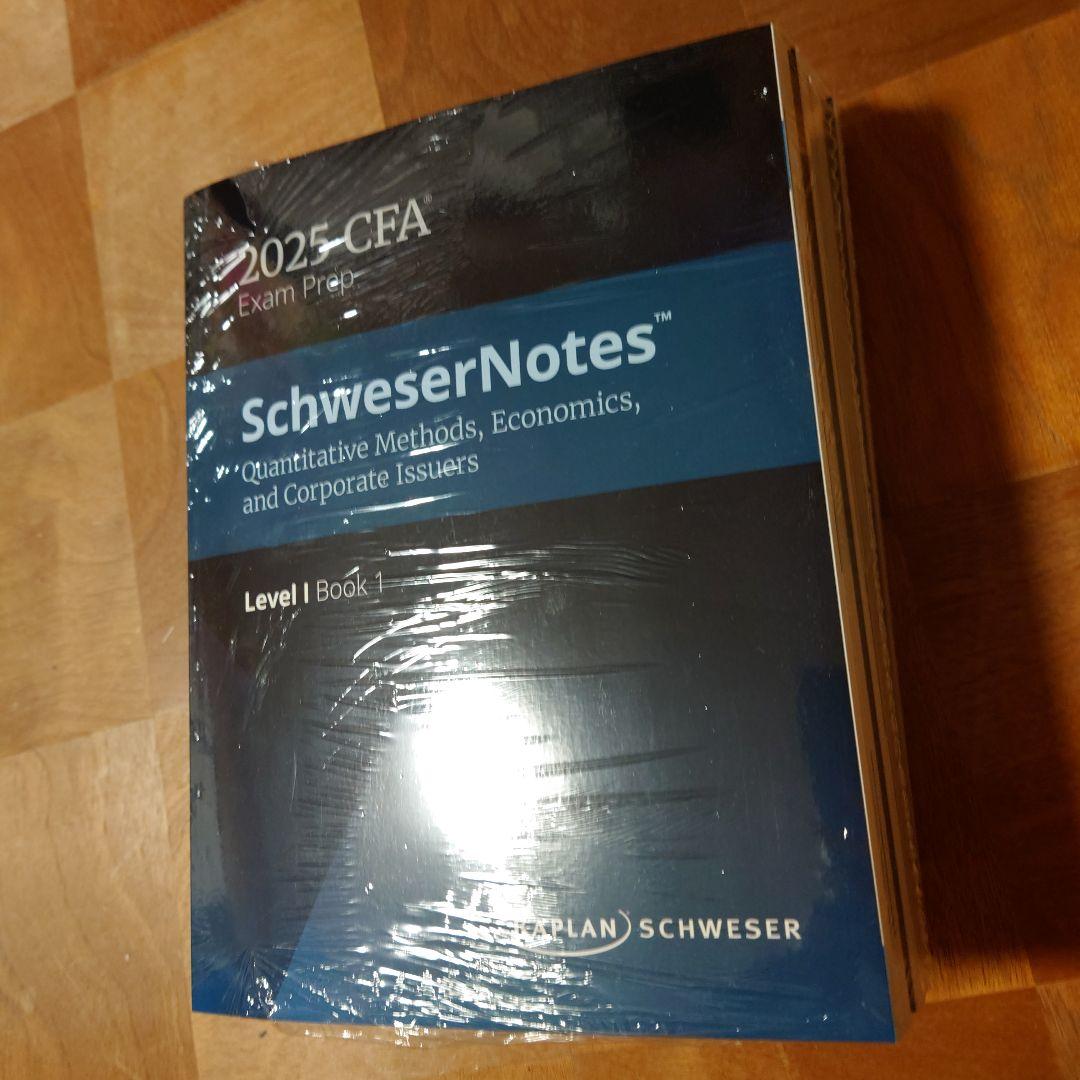 2025 CFA®
Exam Prep
SchweserNotes™
Quantitative Methods, Economics,
and Corporate Issuers
Level I Book 1
KAPLAN SCHWESER